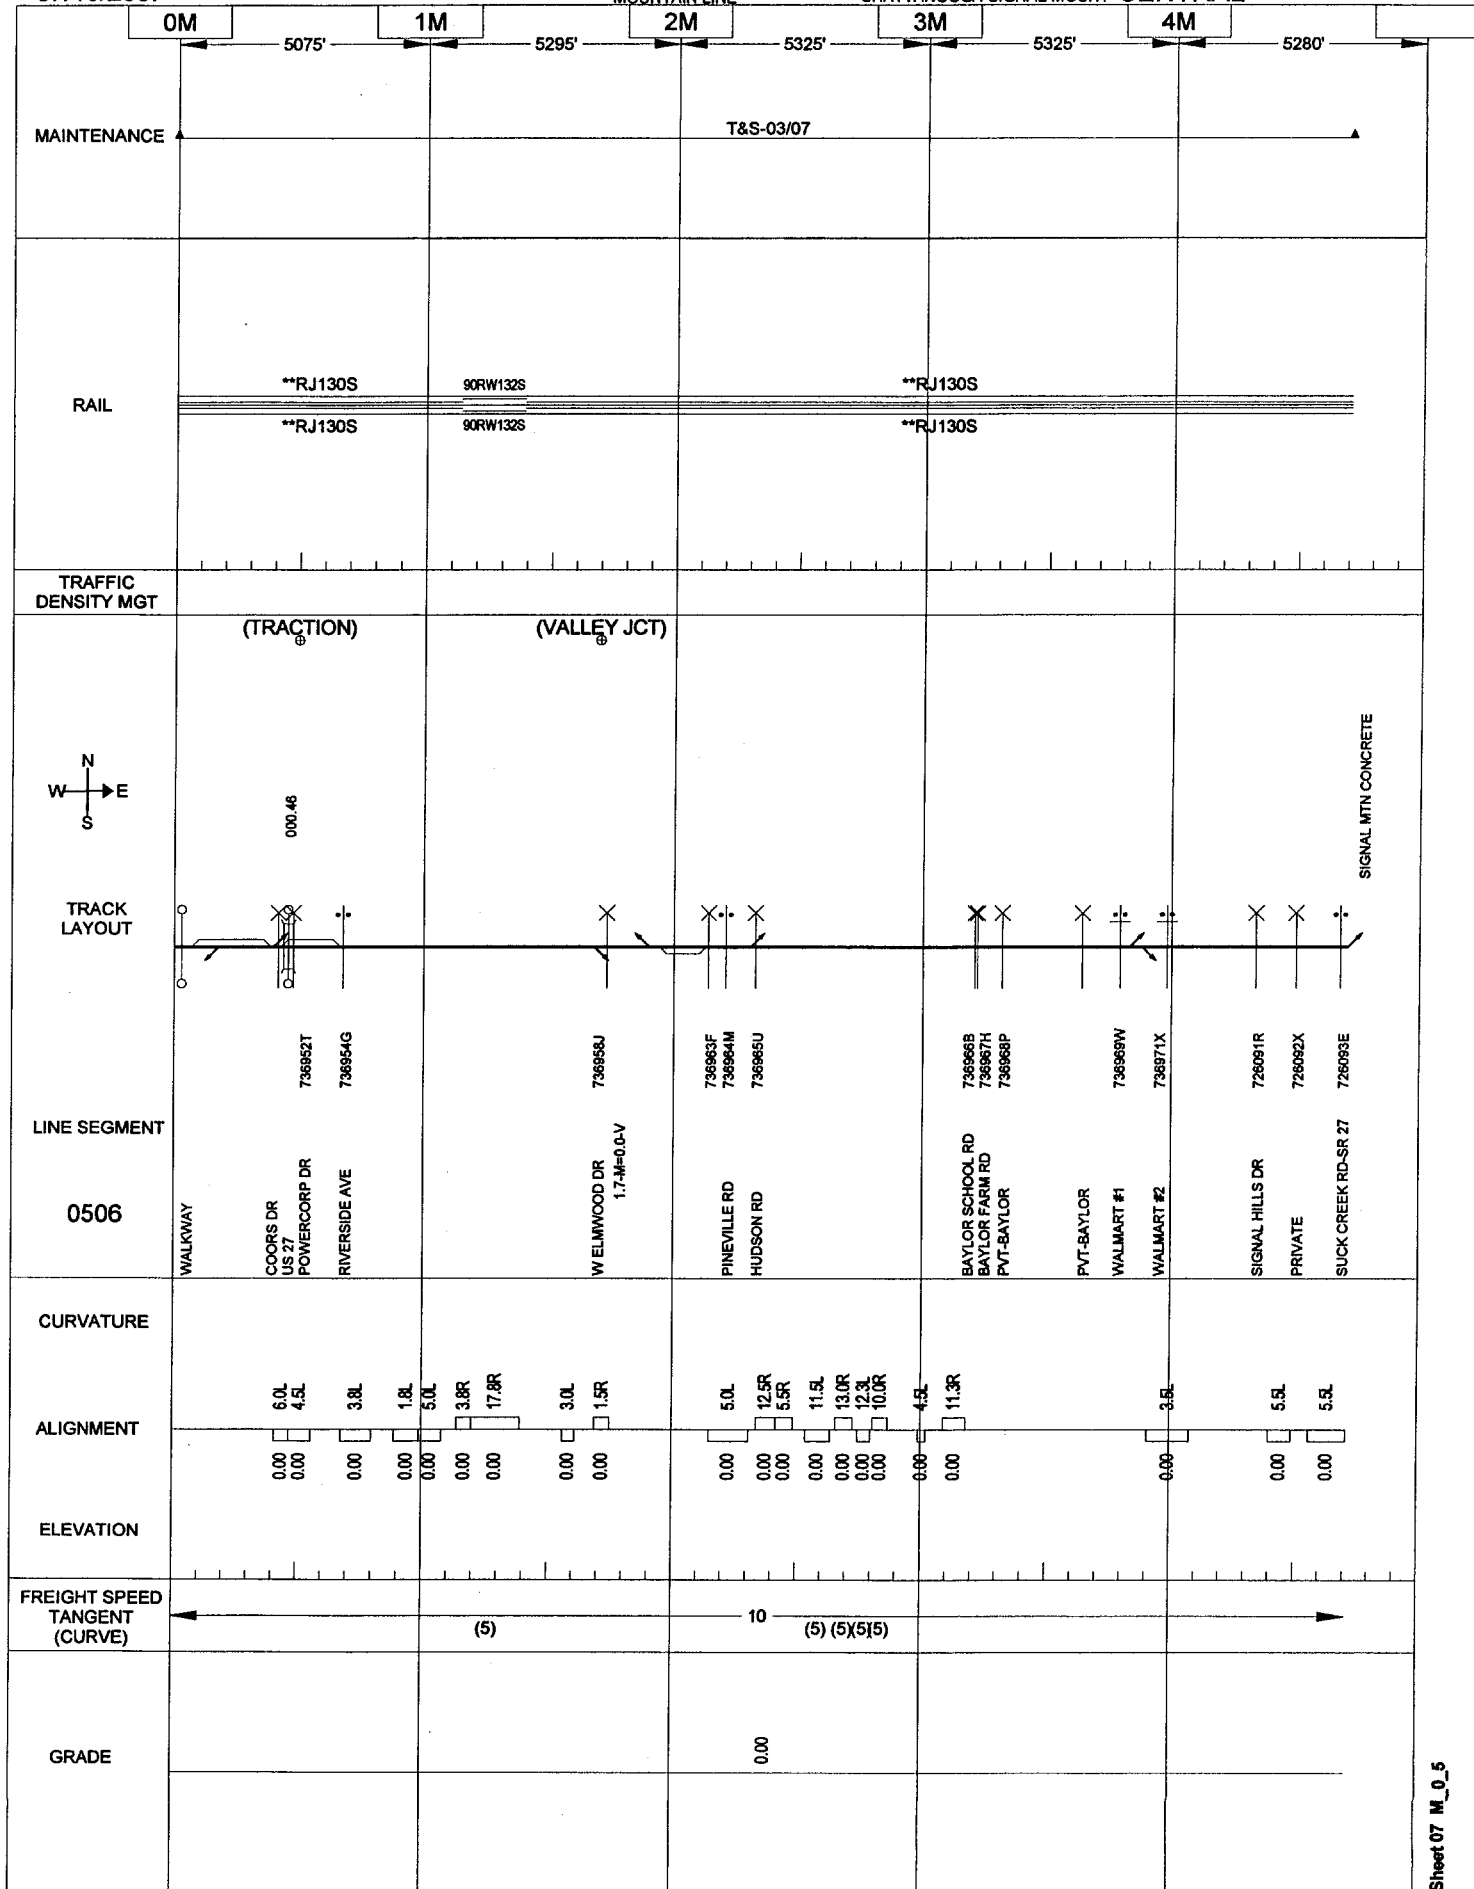 MOUNTAIN LINE
0M 1M 2M 3M 4M
5075' 5295' 5325' 5325' 5280'
MAINTENANCE
T&S-03/07
RAIL
**RJ130S 90RW132S **RJ130S
**RJ130S 90RW132S **RJ130S
TRAFFIC
DENSITY MGT
(TRACTION) (VALLEY JCT)
N
W E
S
000.46
SIGNAL MTN CONCRETE
TRACK
LAYOUT
736952T
736954G
736958J
736963F
736964M
736965U
736966B
736967H
736968P
736969W
736971X
726091R
726092X
726093E
LINE SEGMENT
0506
WALKWAY
COORS DR
US 27
POWERCORP DR
RIVERSIDE AVE
W ELMWOOD DR
1.7-M=0.0-V
PINEVILLE RD
HUDSON RD
BAYLOR SCHOOL RD
BAYLOR FARM RD
PVT-BAYLOR
PVT-BAYLOR
WALMART #1
WALMART #2
SIGNAL HILLS DR
PRIVATE
SUCK CREEK RD-SR 27
CURVATURE
6.0L 4.5L 3.8L 1.8L 5.0L 3.8R 17.8R 3.0L 1.5R 5.0L 12.5R 5.5R 11.5L 13.0R 12.3L 10.0R 4.5L 11.3R 3.5L 5.5L 5.5L
ALIGNMENT
0.00 0.00 0.00 0.00 0.00 0.00 0.00 0.00 0.00 0.00 0.00 0.00 0.00 0.00 0.00 0.00 0.00 0.00 0.00 0.00 0.00
ELEVATION
FREIGHT SPEED
TANGENT
(CURVE)
10
(5) (5) (5)(5)(5)
GRADE
0.00
Sheet 07 M_0_5